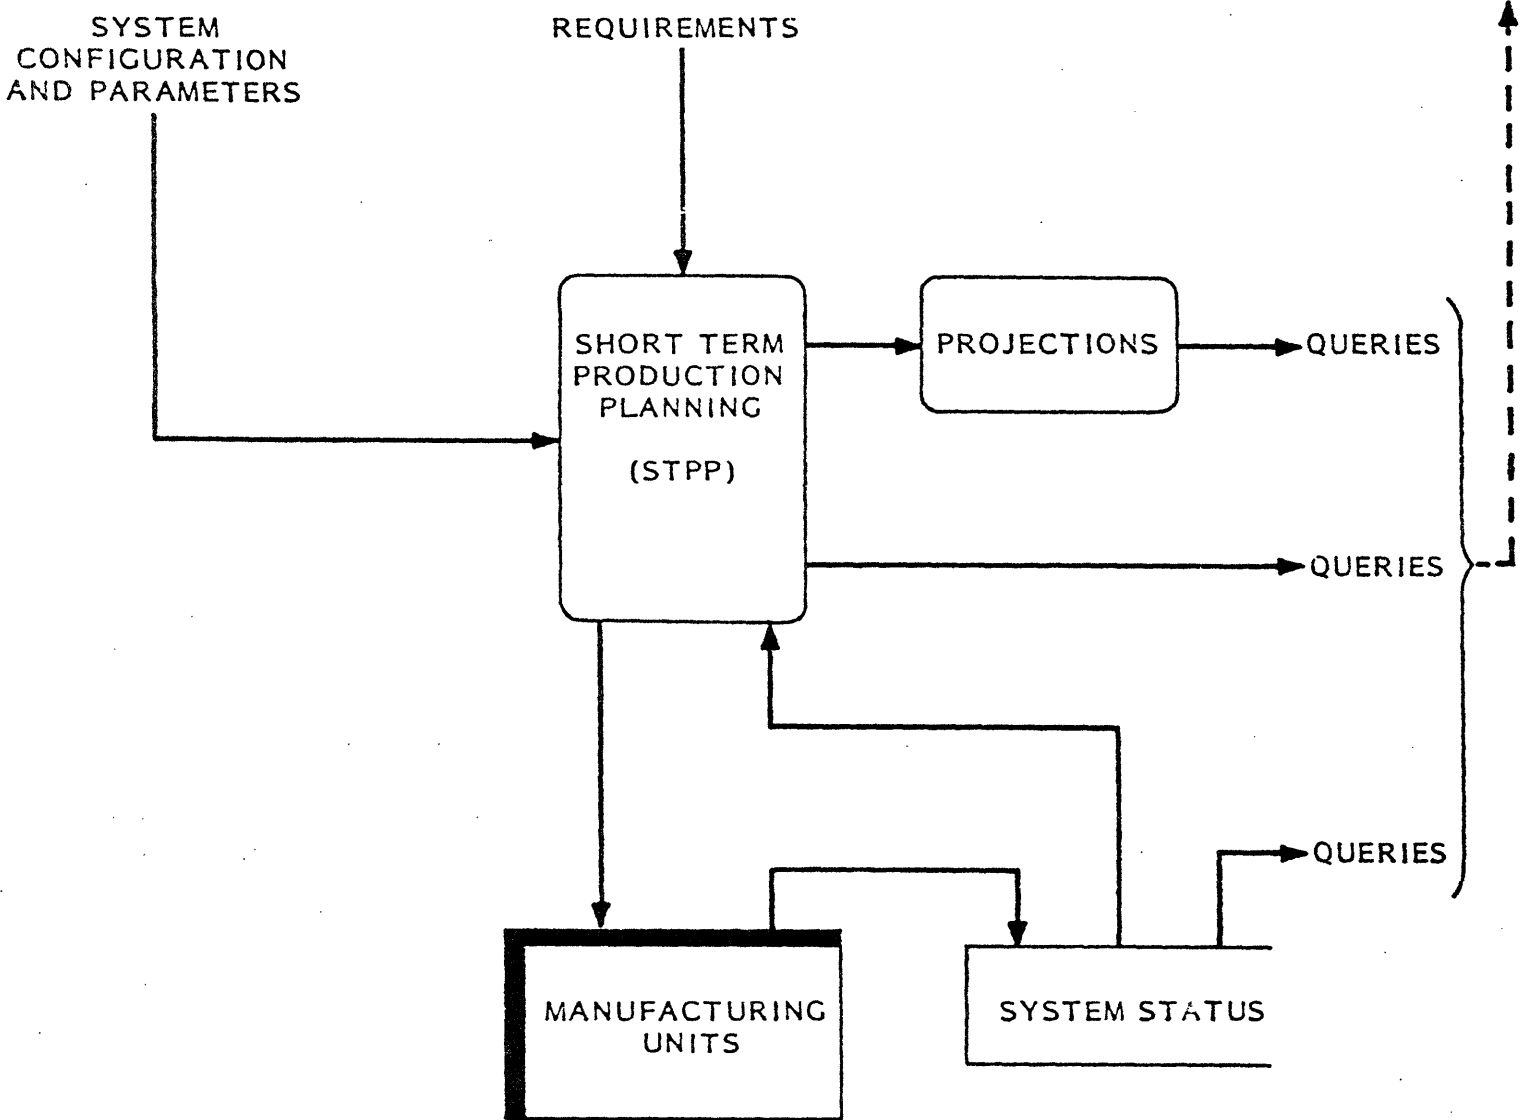 SYSTEM
CONFIGURATION
AND PARAMETERS
REQUIREMENTS
SHORT TERM
PRODUCTION
PLANNING
(STPP)
PROJECTIONS
QUERIES
QUERIES
QUERIES
MANUFACTURING
UNITS
SYSTEM STATUS